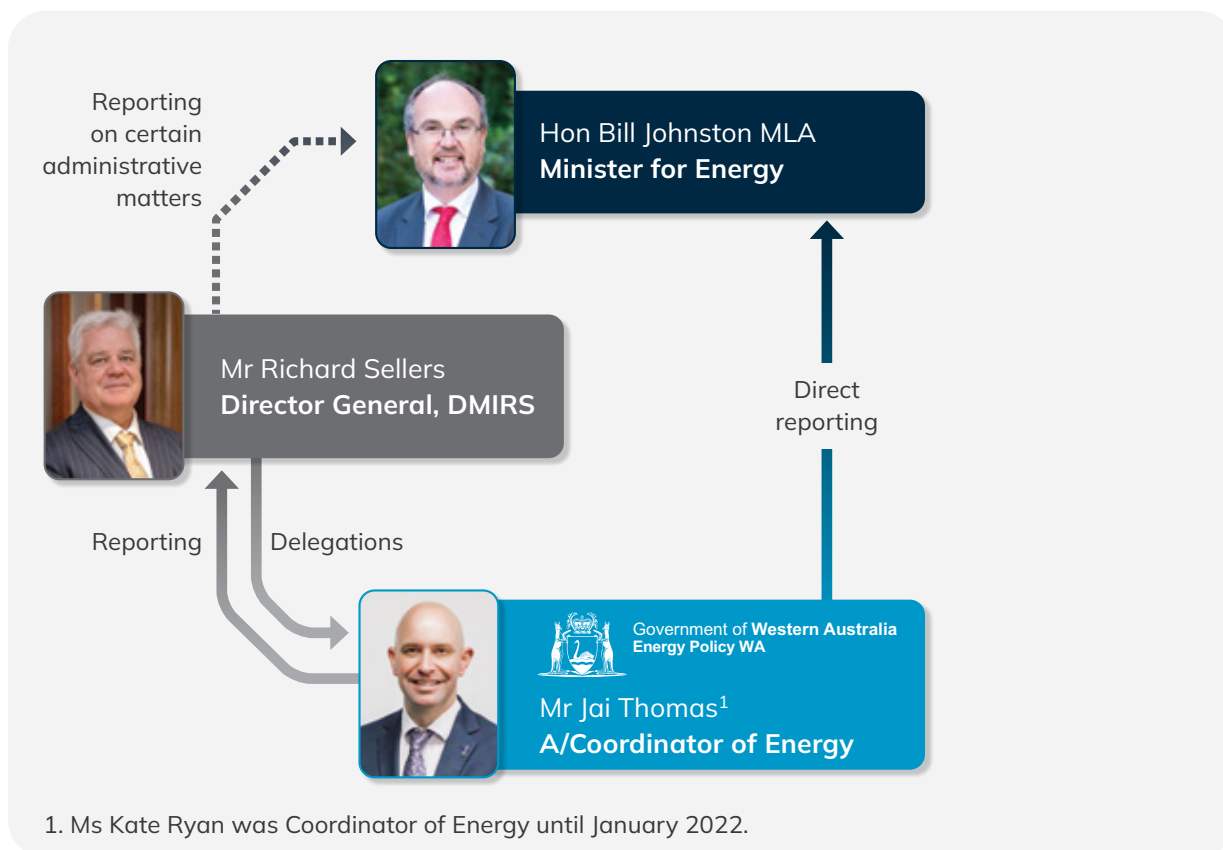 Reporting
on certain
administrative
matters
Hon Bill Johnston MLA
Minister for Energy
Mr Richard Sellers
Director General, DMIRS
Direct
reporting
Reporting
Delegations
Government of Western Australia
Energy Policy WA
Mr Jai Thomas¹
A/Coordinator of Energy
1. Ms Kate Ryan was Coordinator of Energy until January 2022.